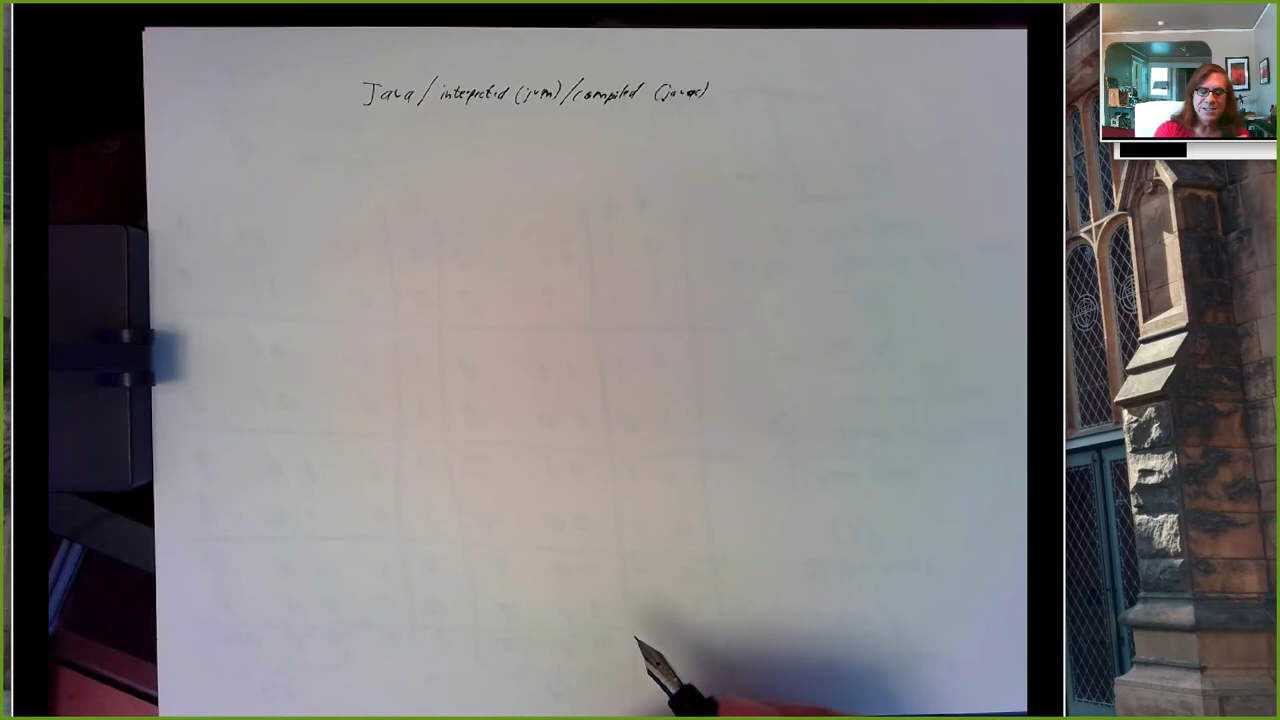 Java / interpreted (jvm) / compiled (javac)